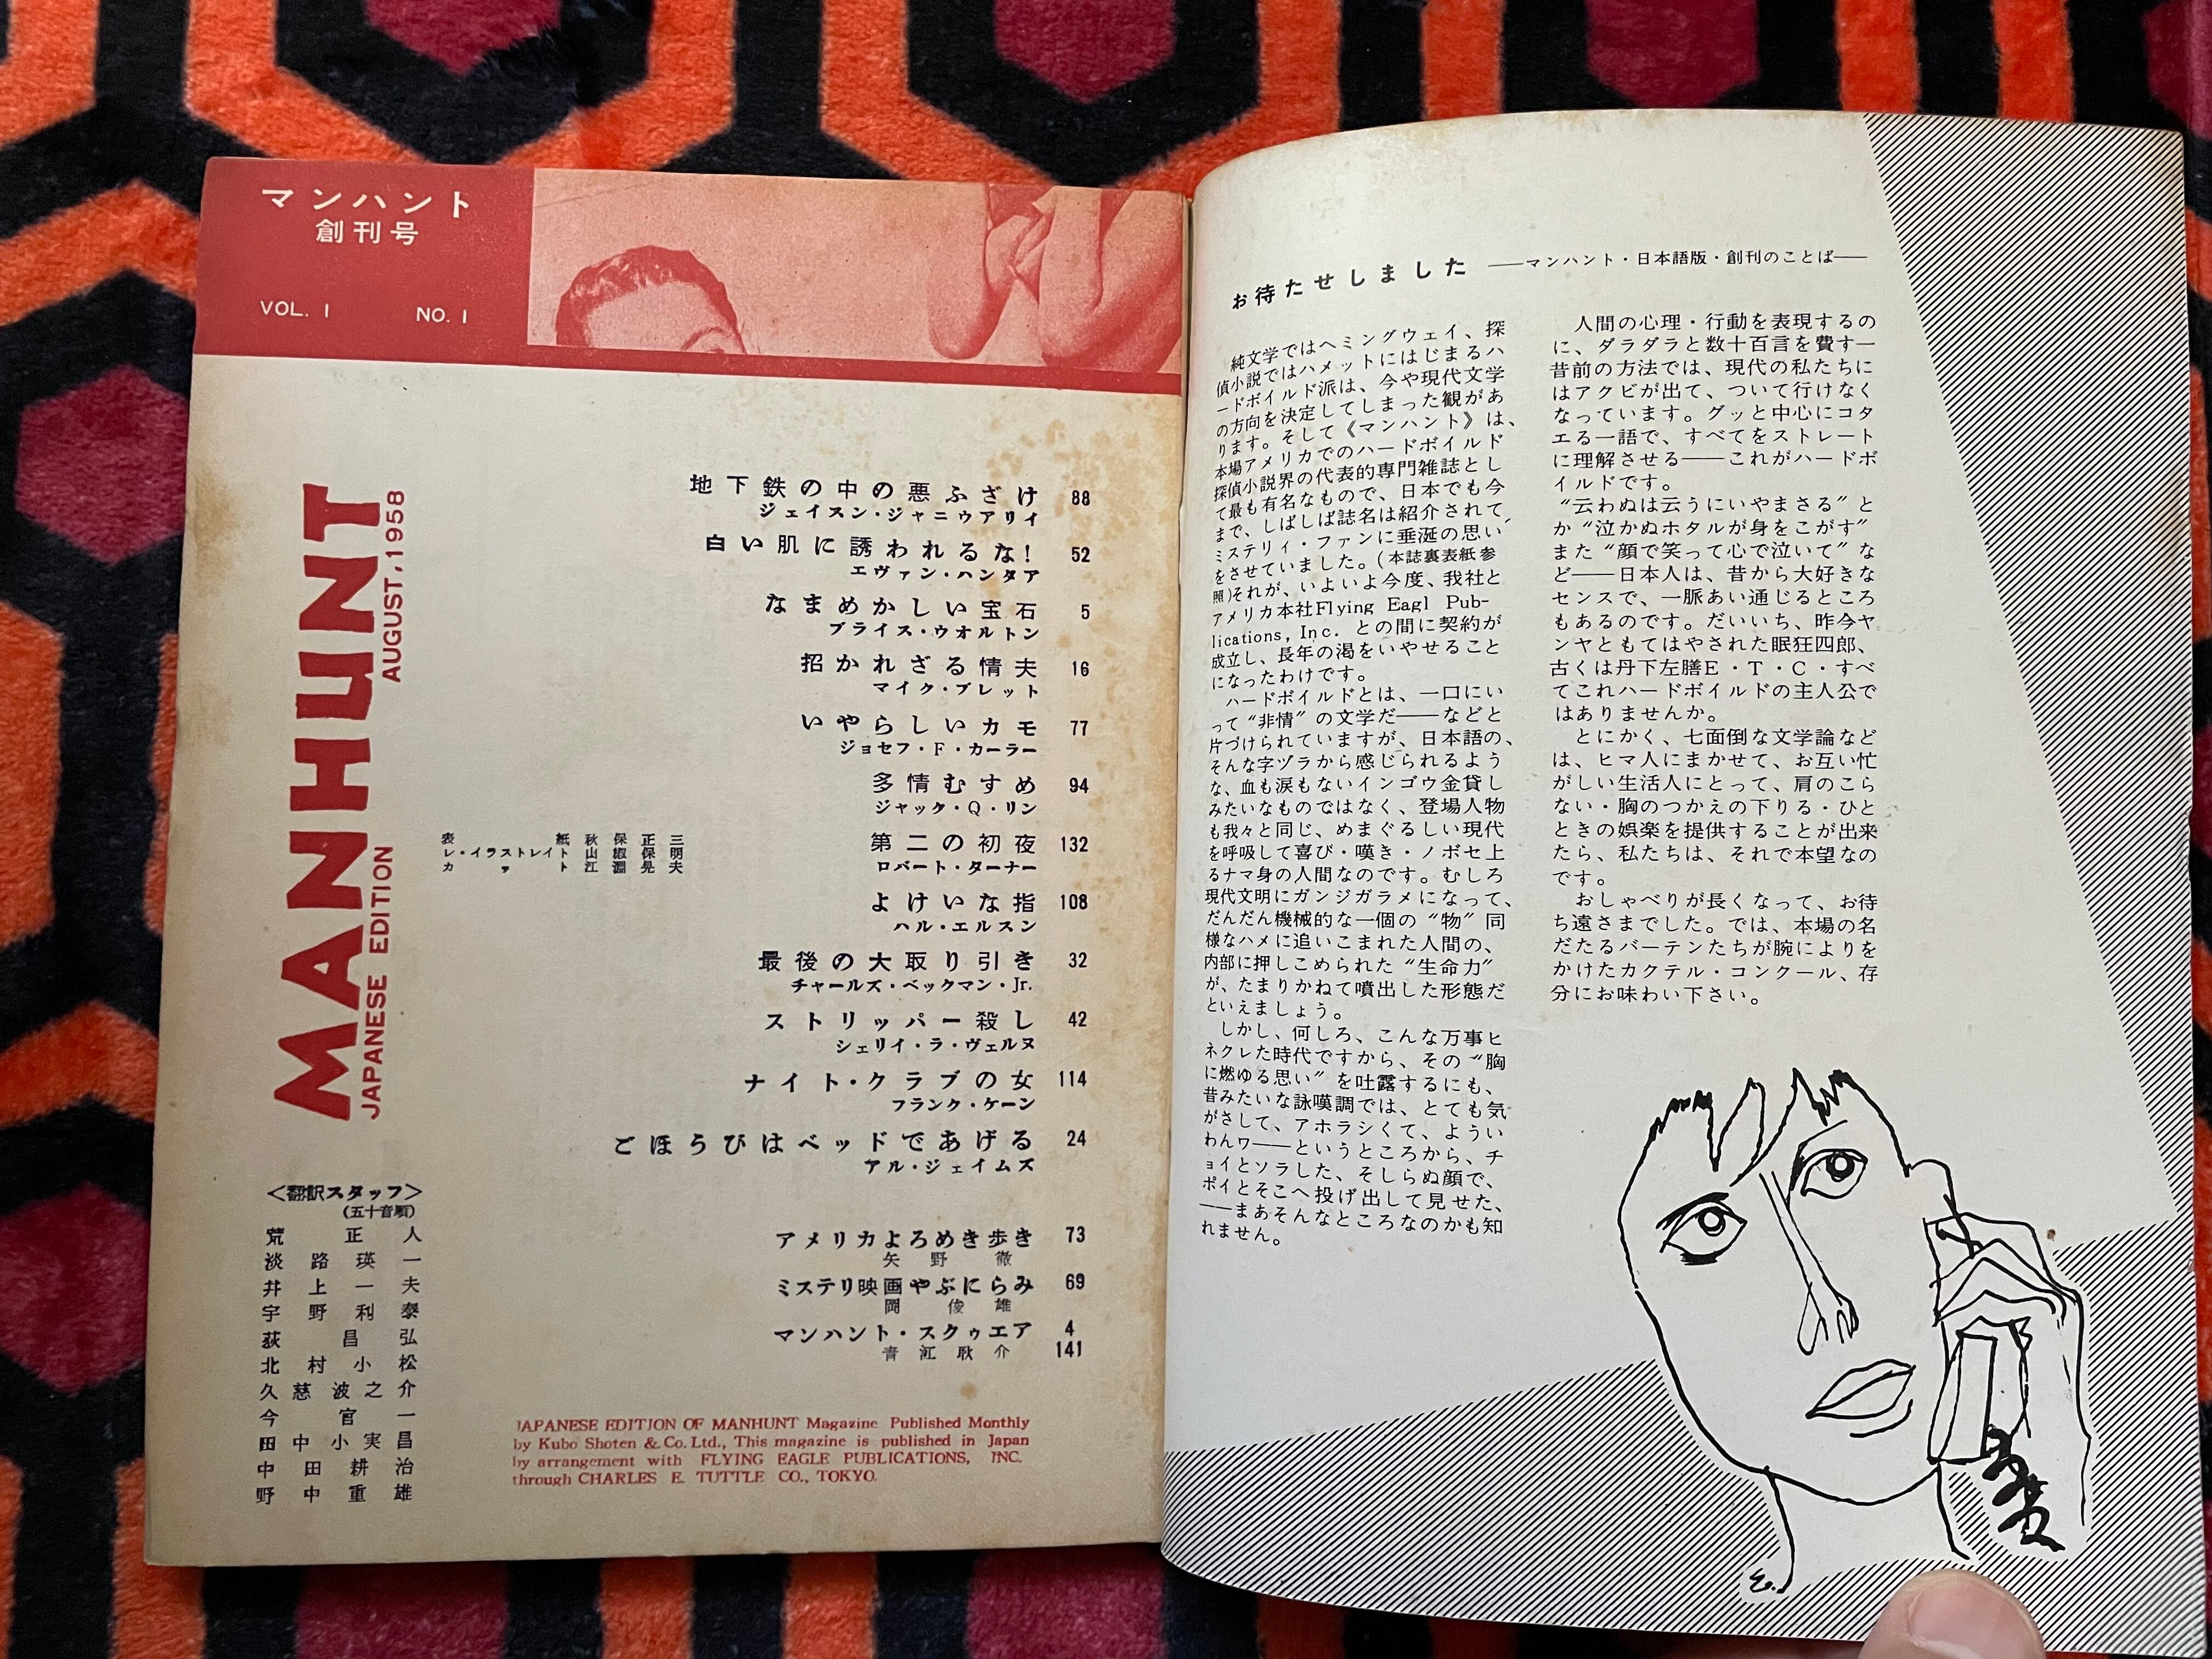 マンハント
創刊号
VOL. 1 NO. 1
MANHUNT
JAPANESE EDITION
AUGUST, 1958
地下鉄の中の悪ふざけ 88
ジェイスン・ジャニゥアリイ
白い肌に誘われるな! 52
エヴァン・ハンタア
なまめかしい宝石 5
ブライス・ウオルトン
招かれざる情夫 16
マイク・ブレット
いやらしいカモ 77
ジョセフ・F・カーラー
多情むすめ 94
ジャック・Q・リン
第二の初夜 132
ロバート・ターナー
よけいな指 108
ハル・エルスン
最後の大取り引き 32
チャールズ・ベックマン・Jr.
ストリッパー殺し 42
シェリイ・ラ・ヴェルヌ
ナイト・クラブの女 114
フランク・ケーン
ごほうびはベッドであげる 24
アル・ジェイムズ
アメリカよろめき歩き 73
矢野徹
ミステリ映画やぶにらみ 69
岡俊雄
マンハント・スクゥエア 4
青江耿介 141
表紙 秋保正三
レ・イラストレイト 山椒保明
カット 江淵晃夫
<翻訳スタッフ>
(五十音順)
荒正人
淡路瑛一
井上一夫
宇野利泰
荻昌弘
北村小松
久慈波之介
今官一
田中小実昌
中田耕治
野中重雄
JAPANESE EDITION OF MANHUNT Magazine Published Monthly
by Kubo Shoten & Co. Ltd., This magazine is published in Japan
by arrangement with FLYING EAGLE PUBLICATIONS, INC.
through CHARLES E. TUTTLE CO., TOKYO.
お待たせしました ――マンハント・日本語版・創刊のことば――
純文学ではヘミングウェイ、探
偵小説ではハメットにはじまるハ
ードボイルド派は、今や現代文学
の方向を決定してしまった観があ
ります。そして《マンハント》は、
本場アメリカでのハードボイルド
探偵小説界の代表的専門雑誌とし
て最も有名なもので、日本でも今
まで、しばしば誌名は紹介されて
ミステリィ・ファンに垂涎の思い
をさせていました。(本誌裏表紙参
照)それが、いよいよ今度、我社と
アメリカ本社Flying Eagl Pub-
lications, Inc. との間に契約が
成立し、長年の渇をいやせること
になったわけです。
ハードボイルドとは、一口にい
って“非情”の文学だ――などと
片づけられていますが、日本語の、
そんな字ヅラから感じられるよう
な、血も涙もないインゴウ金貸し
みたいなものではなく、登場人物
も我々と同じ、めまぐるしい現代
を呼吸して喜び・嘆き・ノボセ上
るナマ身の人間なのです。むしろ
現代文明にガンジガラメになって、
だんだん機械的な一個の“物”同
様なハメに追いこまれた人間の、
内部に押しこめられた“生命力”
が、たまりかねて噴出した形態だ
といえましょう。
しかし、何しろ、こんな万事ヒ
ネクレた時代ですから、その“胸
に燃ゆる思い”を吐露するにも、
昔みたいな詠嘆調では、とても気
がさして、アホラシくて、ようい
わんワ――というところから、チ
ョイとソラした、そしらぬ顔で、
ポイとそこへ投げ出して見せた、
――まあそんなところなのかも知
れません。
人間の心理・行動を表現するの
に、ダラダラと数十百言を費す一
昔前の方法では、現代の私たちに
はアクビが出て、ついて行けなく
なっています。グッと中心にコタ
エる一語で、すべてをストレート
に理解させる――これがハードボ
イルドです。
“云わぬは云うにいやまさる”と
か“泣かぬホタルが身をこがす”
また“顔で笑って心で泣いて”な
ど――日本人は、昔から大好きな
センスで、一脈あい通じるところ
もあるのです。だいいち、昨今ヤ
ンヤともてはやされた眠狂四郎、
古くは丹下左膳E・T・C・すべ
てこれハードボイルドの主人公で
はありませんか。
とにかく、七面倒な文学論など
は、ヒマ人にまかせて、お互い忙
がしい生活人にとって、肩のこら
ない・胸のつかえの下りる・ひと
ときの娯楽を提供することが出来
たら、私たちは、それで本望なの
です。
おしゃべりが長くなって、お待
ち遠さまでした。では、本場の名
だたるバーテンたちが腕によりを
かけたカクテル・コンクール、存
分にお味わい下さい。